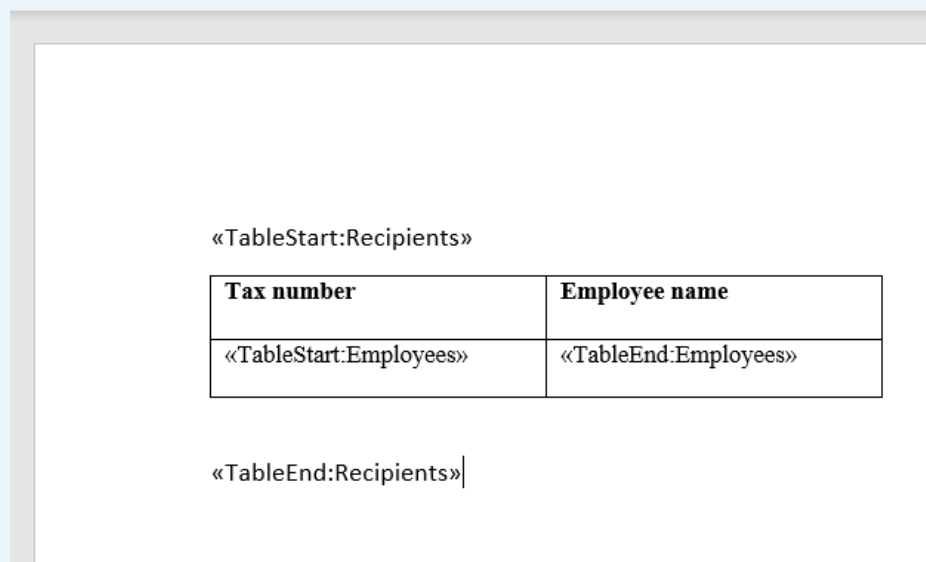 «TableStart:Recipients»
Tax number Employee name
«TableStart:Employees» «TableEnd:Employees»
«TableEnd:Recipients»